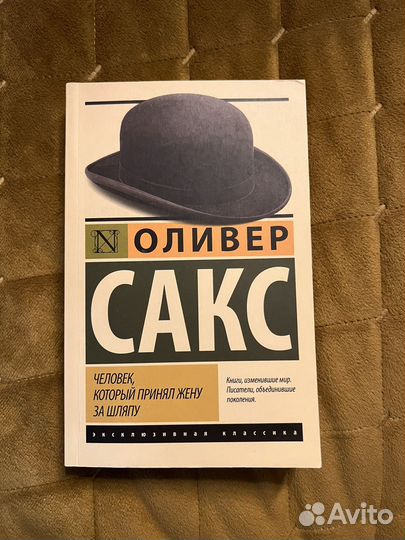 N ОЛИВЕР
САКС
ЧЕЛОВЕК,
КОТОРЫЙ ПРИНЯЛ ЖЕНУ
ЗА ШЛЯПУ
Книги, изменившие мир.
Писатели, объединившие
поколения.
эксклюзивная классика
Avito